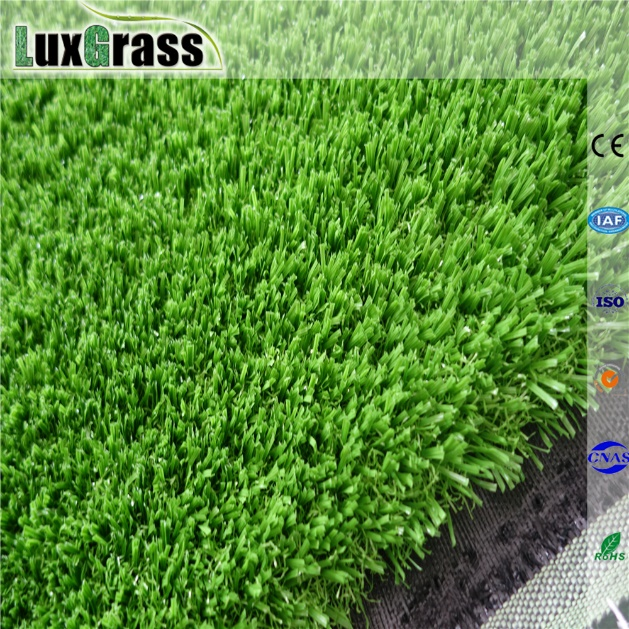 LuxGrass
CE
IAF
ISO
CNAS
RoHS